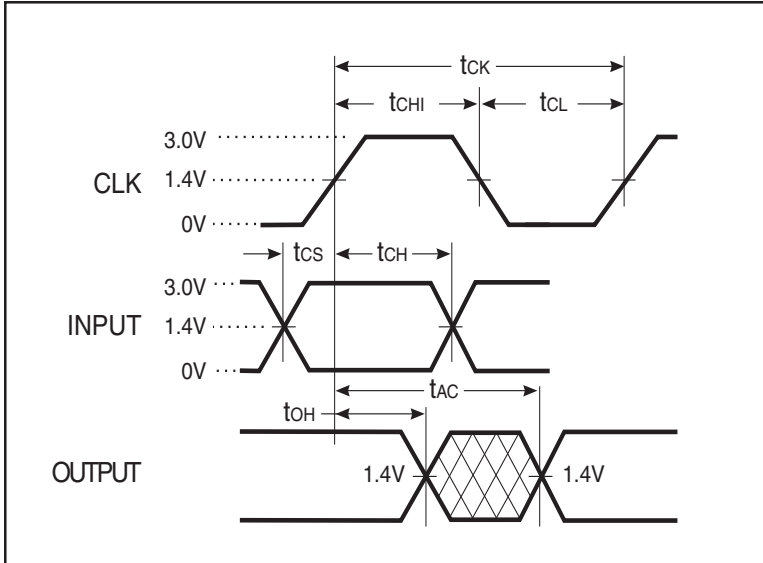 tCK
tCHI tCL
3.0V
CLK 1.4V
0V
tCS tCH
3.0V
INPUT 1.4V
0V
tAC
tOH
OUTPUT 1.4V 1.4V